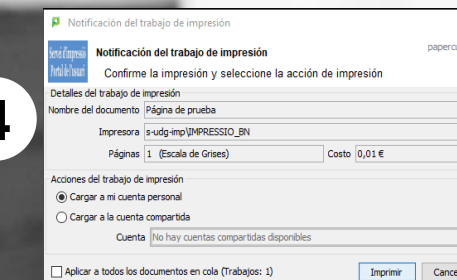 Notificación del trabajo de impresión
Servei d'Impressió
Portal de l'usuari
Notificación del trabajo de impresión
Confirme la impresión y seleccione la acción de impresión
papercu
4
Detalles del trabajo de impresión
Nombre del documento Página de prueba
Impresora s-udg-imp\IMPRESSIO_BN
Páginas 1 (Escala de Grises) Costo 0,01 €
Acciones del trabajo de impresión
Cargar a mi cuenta personal
Cargar a la cuenta compartida
Cuenta No hay cuentas compartidas disponibles
Aplicar a todos los documentos en cola (Trabajos: 1) Imprimir Cance